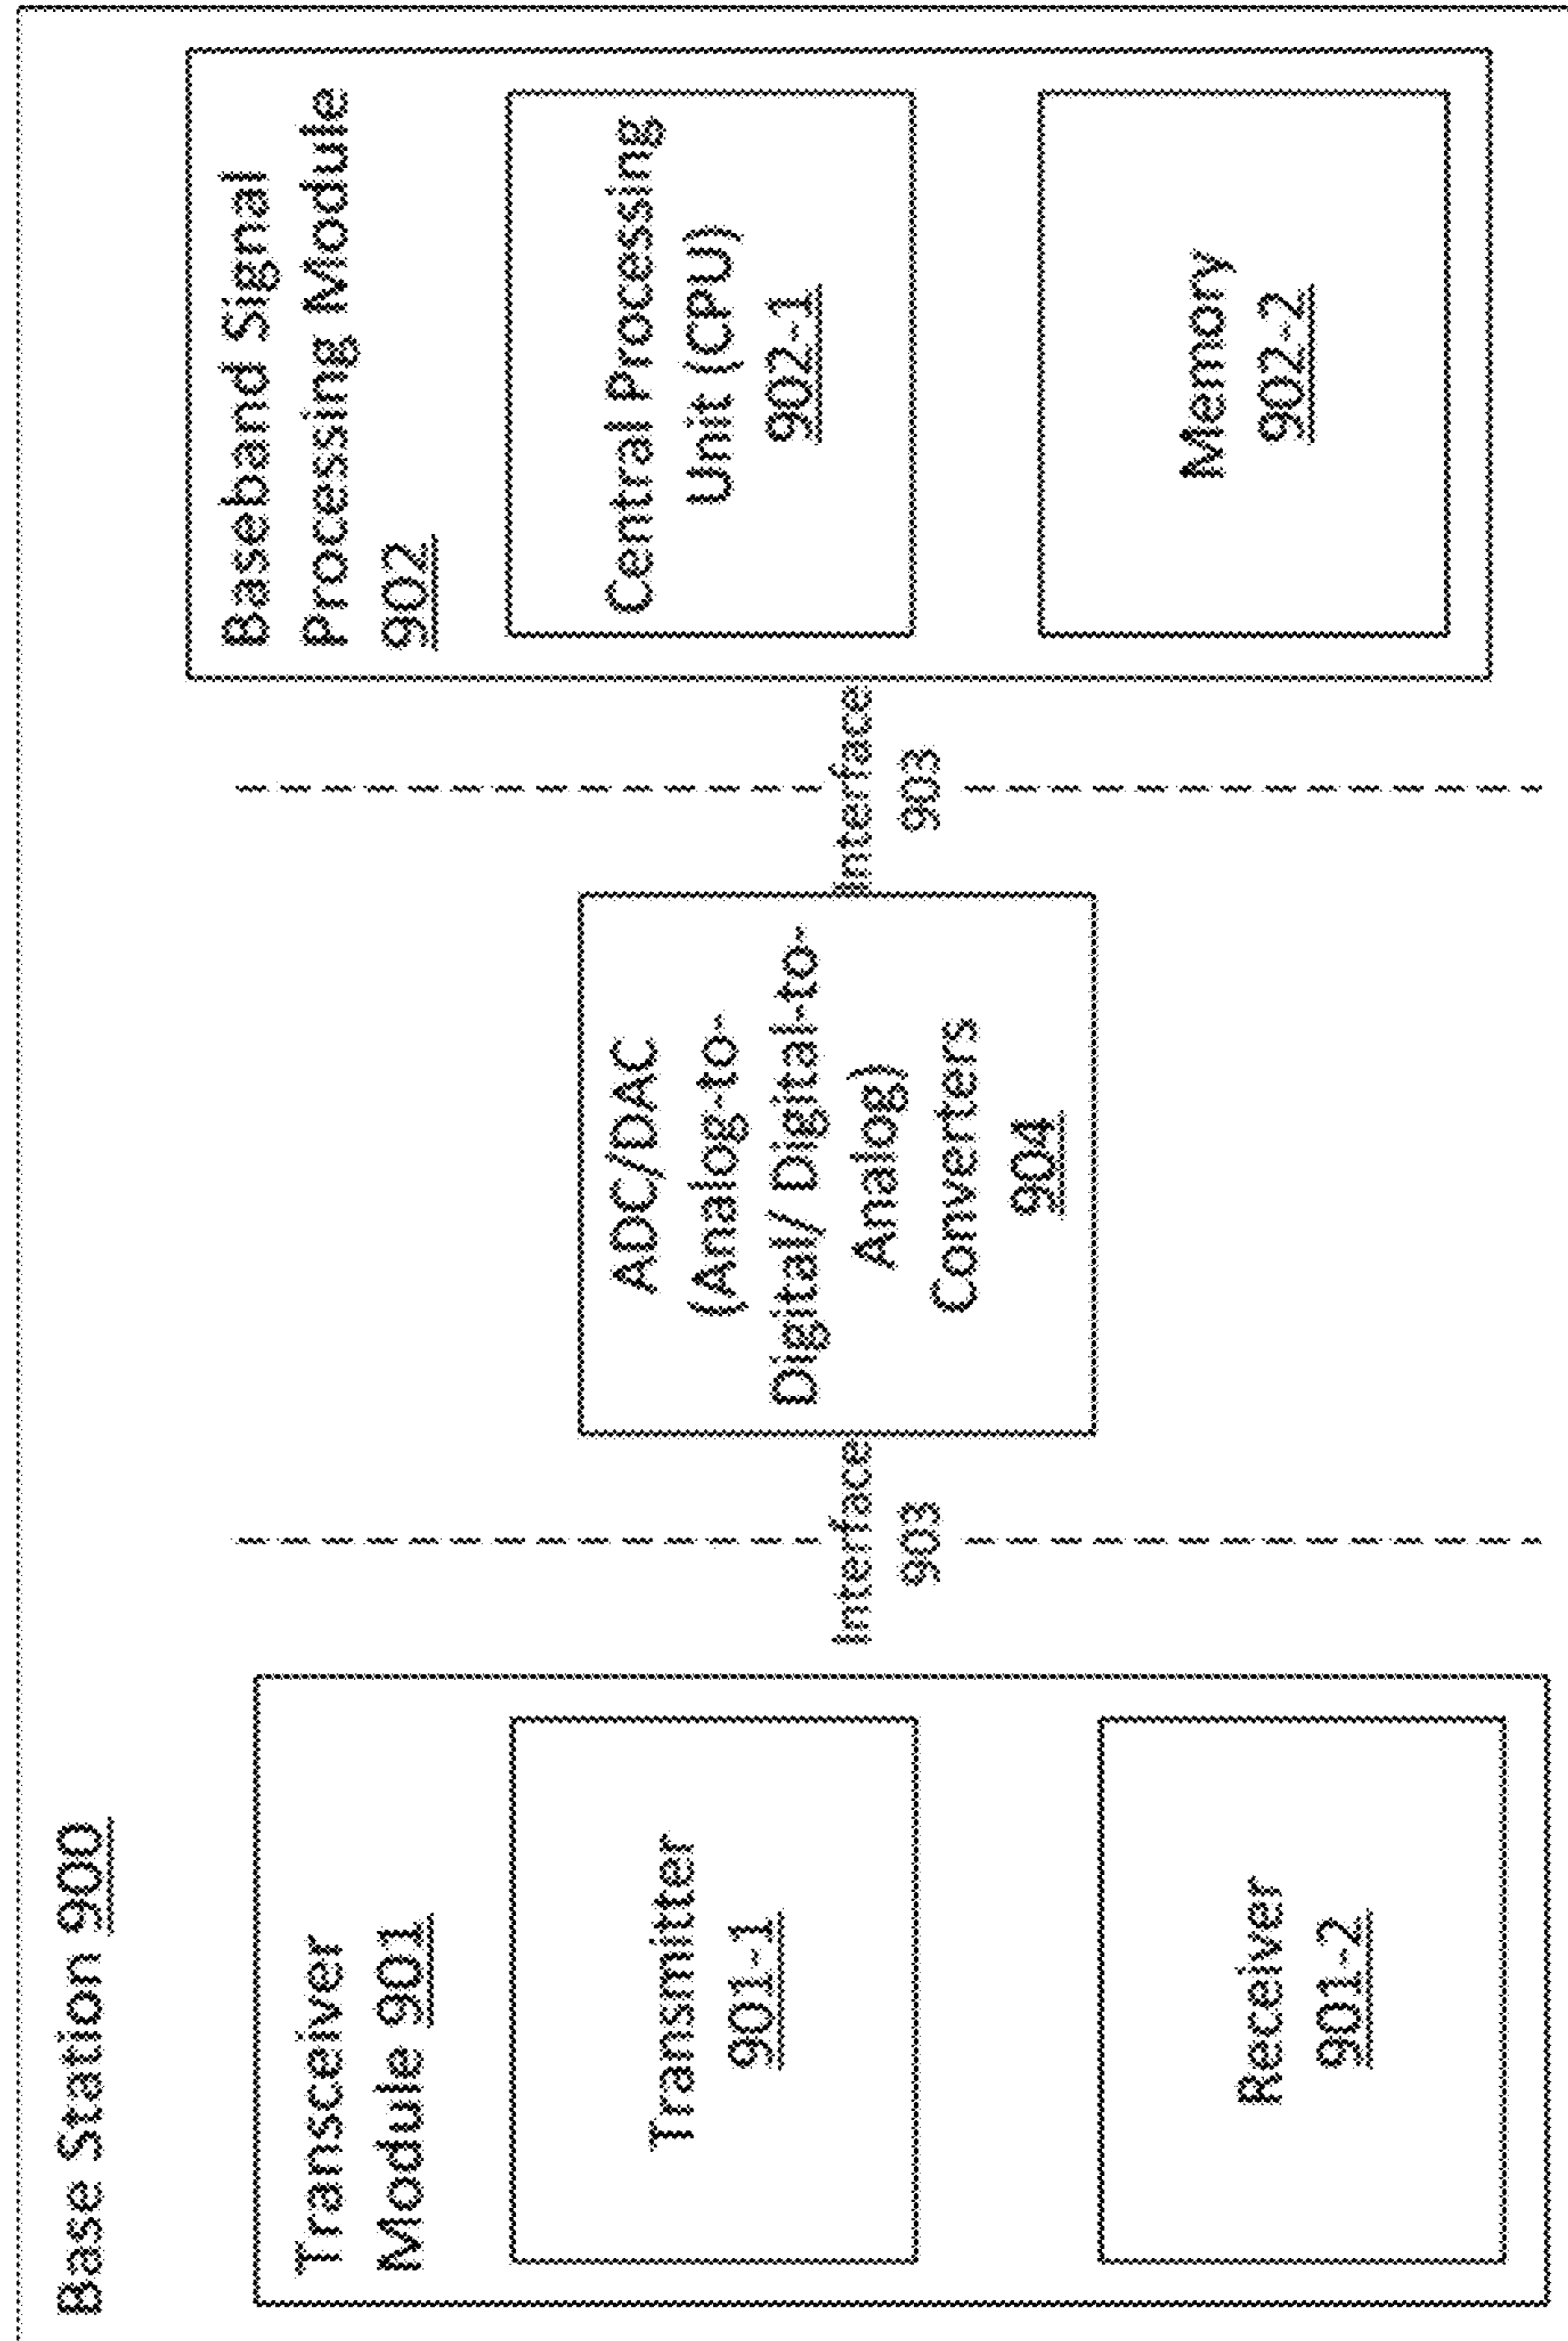 Base Station 900
Transceiver
Module 901
Transmitter
901-1
Receiver
901-2
Interface
903
ADC/DAC
(Analog-to-
Digital/ Digital-to-
Analog)
Converters
904
Interface
903
Baseband Signal
Processing Module
902
Central Processing
Unit (CPU)
902-1
Memory
902-2